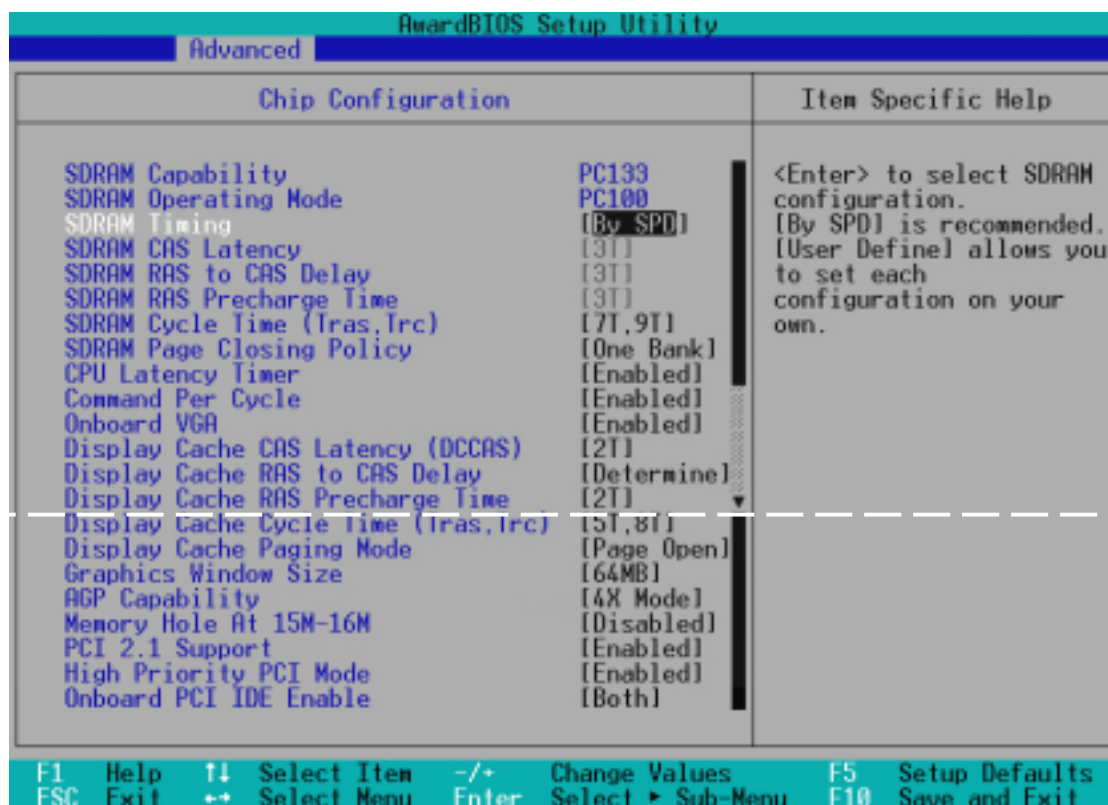 AwardBIOS Setup Utility
Advanced
Chip Configuration
SDRAM Capability PC133
SDRAM Operating Mode PC100
SDRAM Timing [By SPD]
SDRAM CAS Latency [3T]
SDRAM RAS to CAS Delay [3T]
SDRAM RAS Precharge Time [3T]
SDRAM Cycle Time (Tras,Trc) [7T,9T]
SDRAM Page Closing Policy [One Bank]
CPU Latency Timer [Enabled]
Command Per Cycle [Enabled]
Onboard VGA [Enabled]
Display Cache CAS Latency (DCCAS) [2T]
Display Cache RAS to CAS Delay [Determine]
Display Cache RAS Precharge Time [2T]
Display Cache Cycle Time (Tras,Trc) [5T,8T]
Display Cache Paging Mode [Page Open]
Graphics Window Size [64MB]
AGP Capability [4X Mode]
Memory Hole At 15M-16M [Disabled]
PCI 2.1 Support [Enabled]
High Priority PCI Mode [Enabled]
Onboard PCI IDE Enable [Both]
Item Specific Help
<Enter> to select SDRAM
configuration.
[By SPD] is recommended.
[User Define] allows you
to set each
configuration on your
own.
F1 Help ↑↓ Select Item -/+ Change Values F5 Setup Defaults
ESC Exit ←→ Select Menu Enter Select ► Sub-Menu F10 Save and Exit